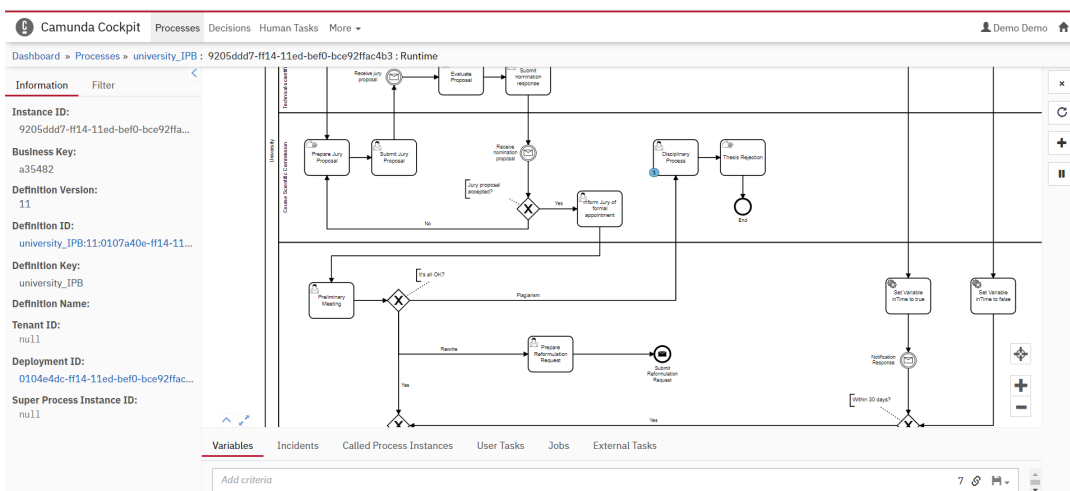 Camunda Cockpit Processes Decisions Human Tasks More Demo Demo
Dashboard » Processes » university_IPB : 9205ddd7-ff14-11ed-bef0-bce92ffac4b3 : Runtime
Information Filter
Instance ID:
9205ddd7-ff14-11ed-bef0-bce92ffa...
Business Key:
a35482
Definition Version:
11
Definition ID:
university_IPB:11:0107a40e-ff14-11...
Definition Key:
university_IPB
Definition Name:
Tenant ID:
null
Deployment ID:
0104e4dc-ff14-11ed-bef0-bce92ffac...
Super Process Instance ID:
null
University
Technicalscientifi
Receive jury
proposal
Evaluate
Proposal
Submit
nomination
response
Course Scientific Commission
Prepare Jury
Proposal
Submit Jury
Proposal
Receive
nomination
proposal
Jury proposal
accepted?
Yes
No
Inform Jury of
formal
appointment
Disciplinary
Process
1
Thesis Rejection
End
Preliminary
Meeting
It's all OK?
Plagiarism
Rewrite
Prepare
Reformulation
Request
Submit
Reformulation
Request
Yes
Set Variable
inTime to true
Set Variable
inTime to false
Notification
Response
Within 30 days?
Yes
Variables Incidents Called Process Instances User Tasks Jobs External Tasks
Add criteria 7